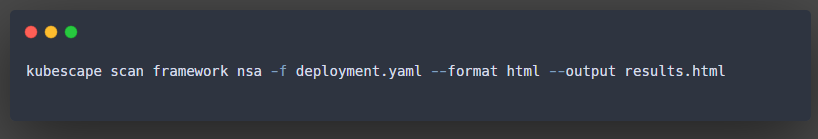 kubescape scan framework nsa -f deployment.yaml --format html --output results.html